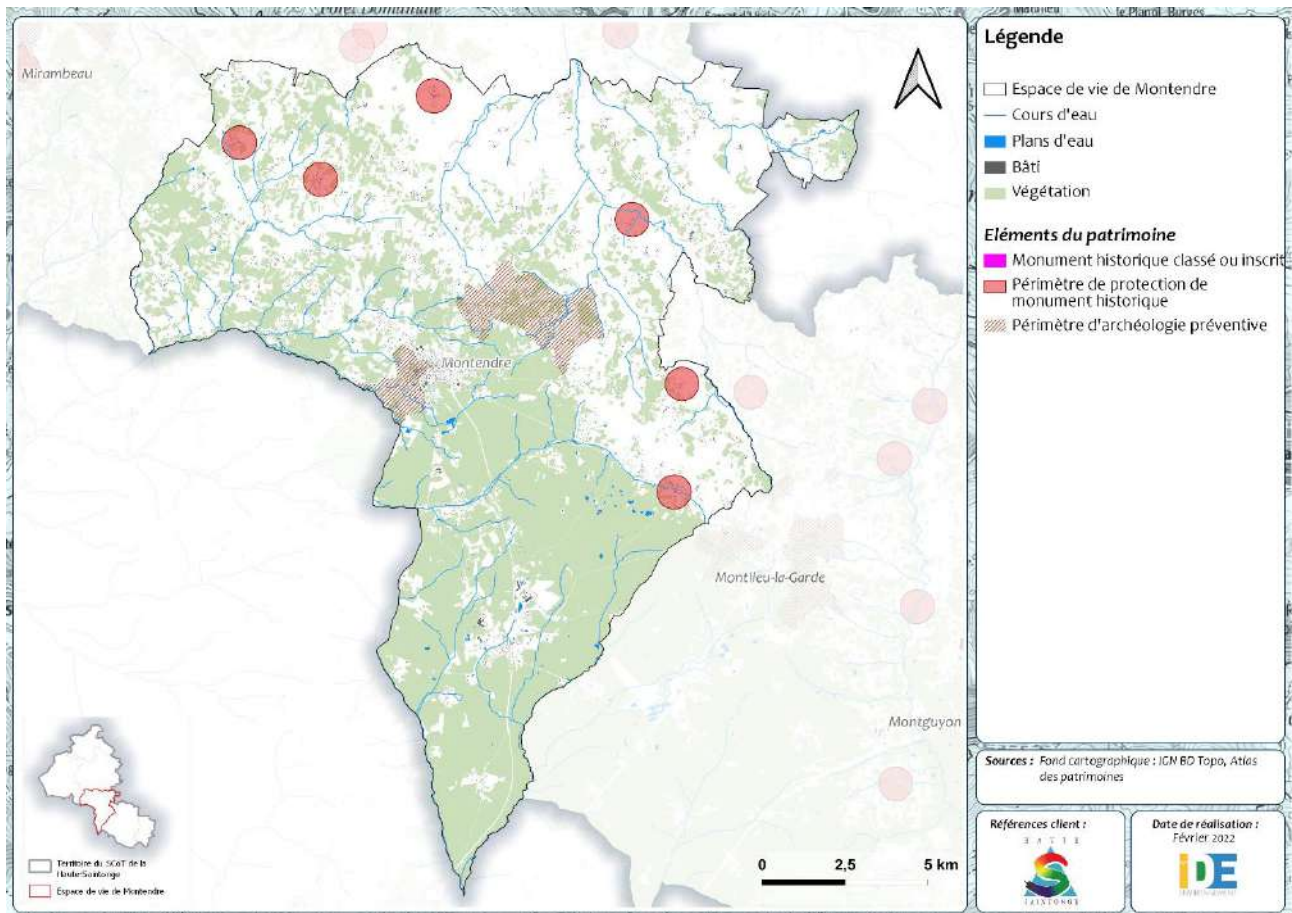 Mirambeau
Montendre
Montlieu-la-Garde
Montguyon
0 2,5 5 km
Territoire du SCoT de la
Haute-Saintonge
Espace de vie de Montendre
Légende
Espace de vie de Montendre
Cours d'eau
Plans d'eau
Bâti
Végétation
Eléments du patrimoine
Monument historique classé ou inscrit
Périmètre de protection de
monument historique
Périmètre d'archéologie préventive
Sources : Fond cartographique : IGN BD Topo, Atlas
des patrimoines
Références client :
Date de réalisation :
Février 2022
iDE